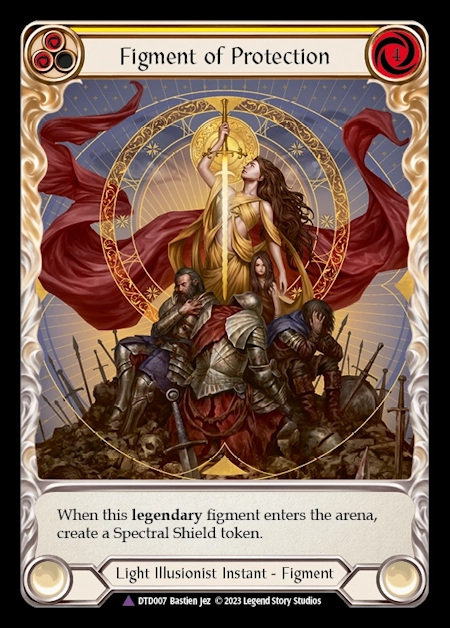 Figment of Protection
4
When this legendary figment enters the arena,
create a Spectral Shield token.
Light Illusionist Instant - Figment
DTD007 Bastien Jez © 2023 Legend Story Studios